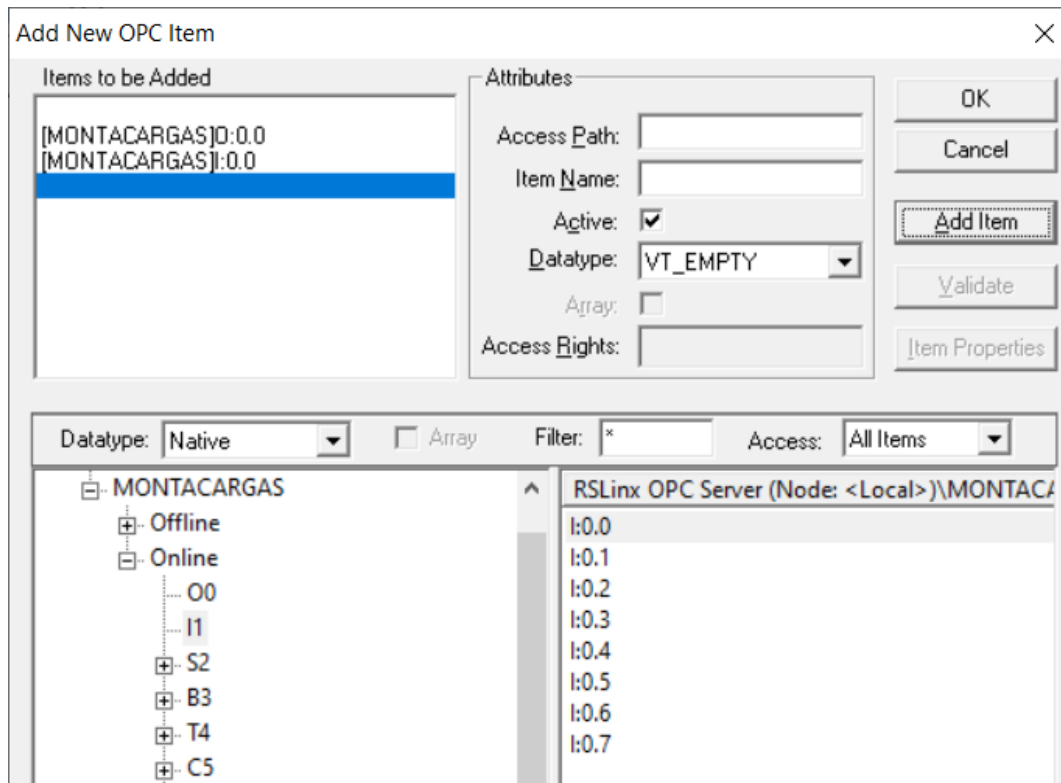 Add New OPC Item
Items to be Added
[MONTACARGAS]O:0.0
[MONTACARGAS]I:0.0
Attributes
Access Path:
Item Name:
Active:
Datatype: VT_EMPTY
Array:
Access Rights:
OK
Cancel
Add Item
Validate
Item Properties
Datatype: Native Array Filter: * Access: All Items
MONTACARGAS
Offline
Online
O0
I1
S2
B3
T4
C5
RSLinx OPC Server (Node: <Local>)\MONTACA
I:0.0
I:0.1
I:0.2
I:0.3
I:0.4
I:0.5
I:0.6
I:0.7